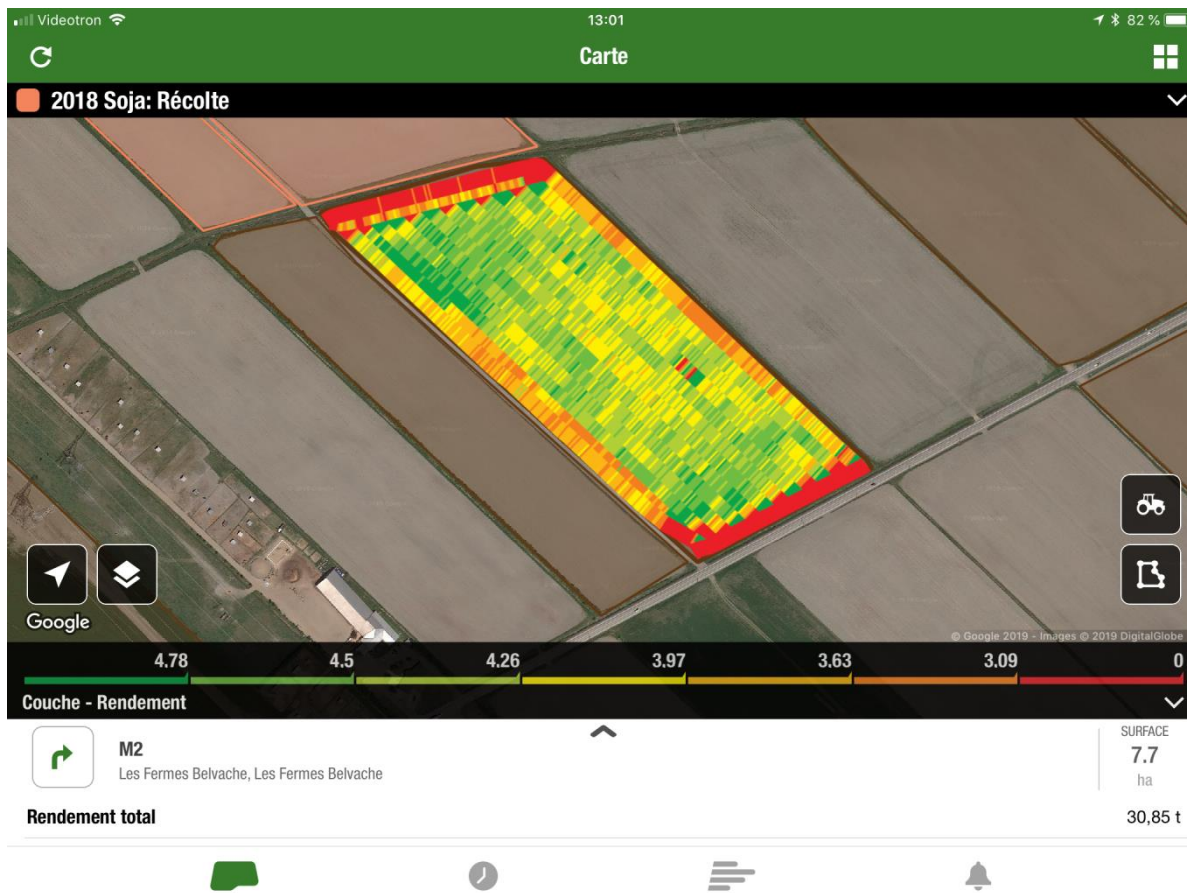 Videotron 13:01 82 %
Carte
2018 Soja: Récolte
Google
© Google 2019 - Images © 2019 DigitalGlobe
4.78 4.5 4.26 3.97 3.63 3.09 0
Couche - Rendement
M2
Les Fermes Belvache, Les Fermes Belvache
SURFACE
7.7
ha
Rendement total 30,85 t